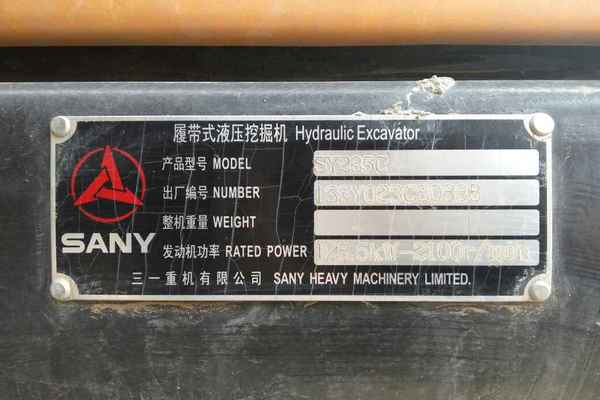 履带式液压挖掘机 Hydraulic Excavator
产品型号 MODEL SY235C
出厂编号 NUMBER
整机重量 WEIGHT
发动机功率 RATED POWER
SANY
三一重机有限公司 SANY HEAVY MACHINERY LIMITED.